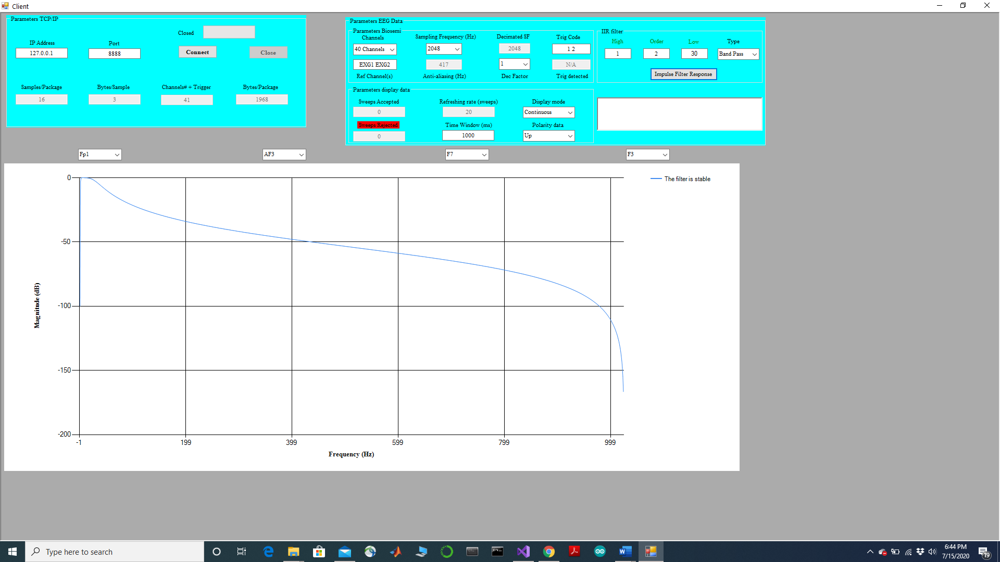 Client
Parameters TCP/IP
Closed
IP Address
Port
127.0.0.1
8888
Connect
Close
Samples/Package
Bytes/Sample
Channels# + Trigger
Bytes/Package
16
3
41
1968
Parameters EEG Data
Parameters Biosemi
Channels
Sampling Frequency (Hz)
Decimated SF
Trig Code
40 Channels
2048
2048
1 2
EXG1 EXG2
417
1
N/A
Ref Channel(s)
Anti-aliasing (Hz)
Dec Factor
Trig detected
IIR filter
High
Order
Low
Type
1
2
30
Band Pass
Impulse Filter Response
Parameters display data
Sweeps Accepted
Refreshing rate (sweeps)
Display mode
0
20
Continuous
Sweeps Rejected
Time Window (ms)
Polarity data
0
1000
Up
Fp1
AF3
F7
F3
The filter is stable
0
-50
-100
-150
-200
Magnitude (dB)
-1
199
399
599
799
999
Frequency (Hz)
Type here to search
6:44 PM
7/15/2020
19